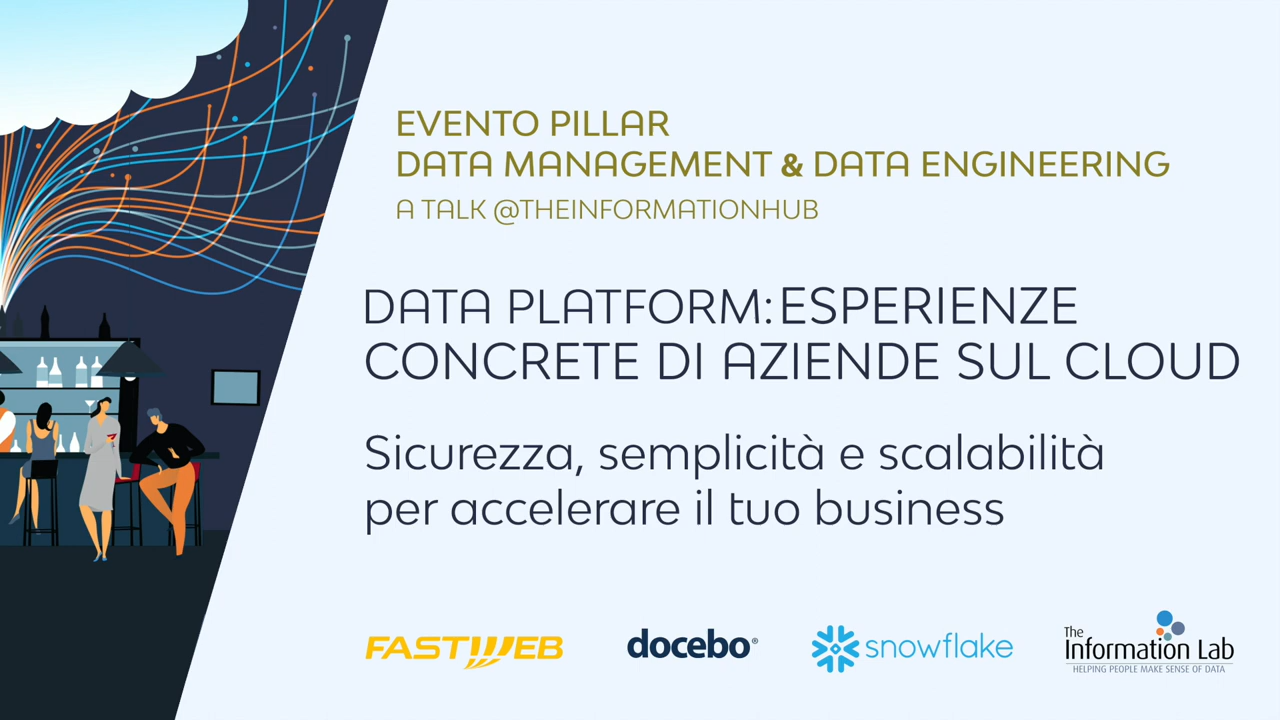 EVENTO PILLAR
DATA MANAGEMENT & DATA ENGINEERING
A TALK @THEINFORMATIONHUB
DATA PLATFORM: ESPERIENZE
CONCRETE DI AZIENDE SUL CLOUD
Sicurezza, semplicità e scalabilità
per accelerare il tuo business
FASTWEB
docebo®
snowflake
The
Information Lab
HELPING PEOPLE MAKE SENSE OF DATA